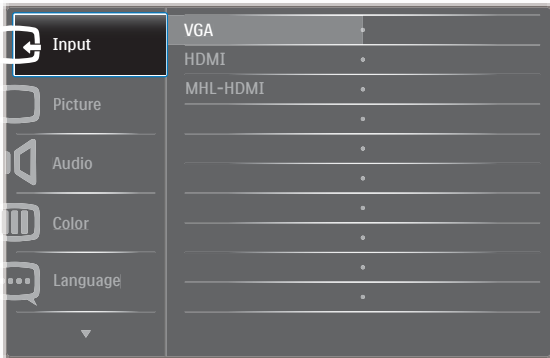 Input
Picture
Audio
Color
Language
VGA
HDMI
MHL-HDMI